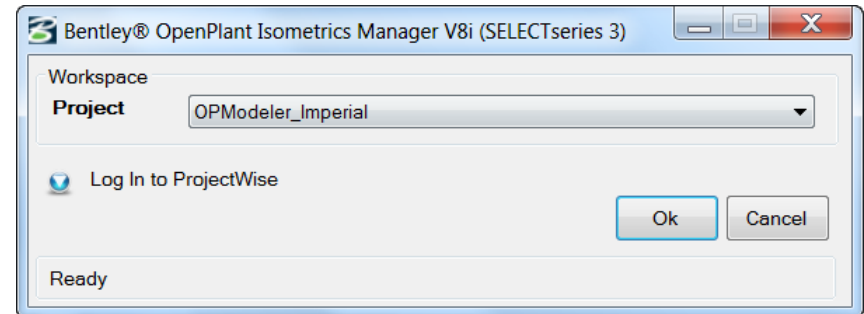 Bentley® OpenPlant Isometrics Manager V8i (SELECTseries 3)
Workspace
Project OPModeler_Imperial
Log In to ProjectWise
Ok Cancel
Ready